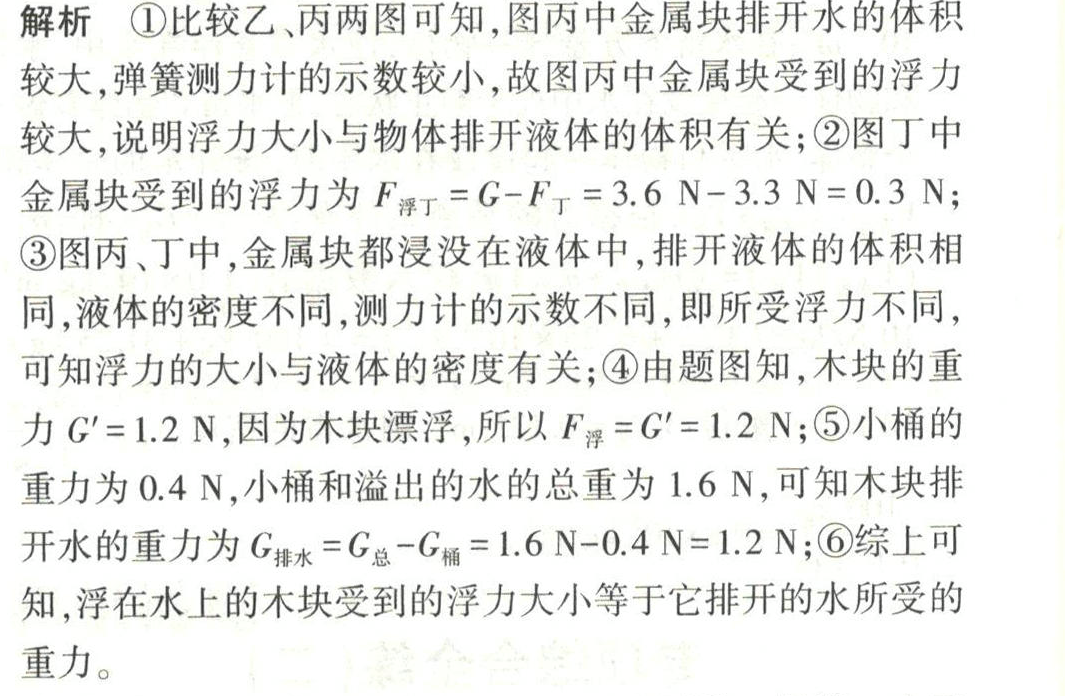 解析 ①比较乙、丙两图可知,图丙中金属块排开水的体积
较大,弹簧测力计的示数较小,故图丙中金属块受到的浮力
较大,说明浮力大小与物体排开液体的体积有关;②图丁中
金属块受到的浮力为 F浮丁=G-F丁=3.6 N-3.3 N=0.3 N;
③图丙、丁中,金属块都浸没在液体中,排开液体的体积相
同,液体的密度不同,测力计的示数不同,即所受浮力不同,
可知浮力的大小与液体的密度有关;④由题图知,木块的重
力 G′=1.2 N,因为木块漂浮,所以 F浮=G′=1.2 N;⑤小桶的
重力为 0.4 N,小桶和溢出的水的总重为 1.6 N,可知木块排
开水的重力为 G排水=G总-G桶=1.6 N-0.4 N=1.2 N;⑥综上可
知,浮在水上的木块受到的浮力大小等于它排开的水所受的
重力。